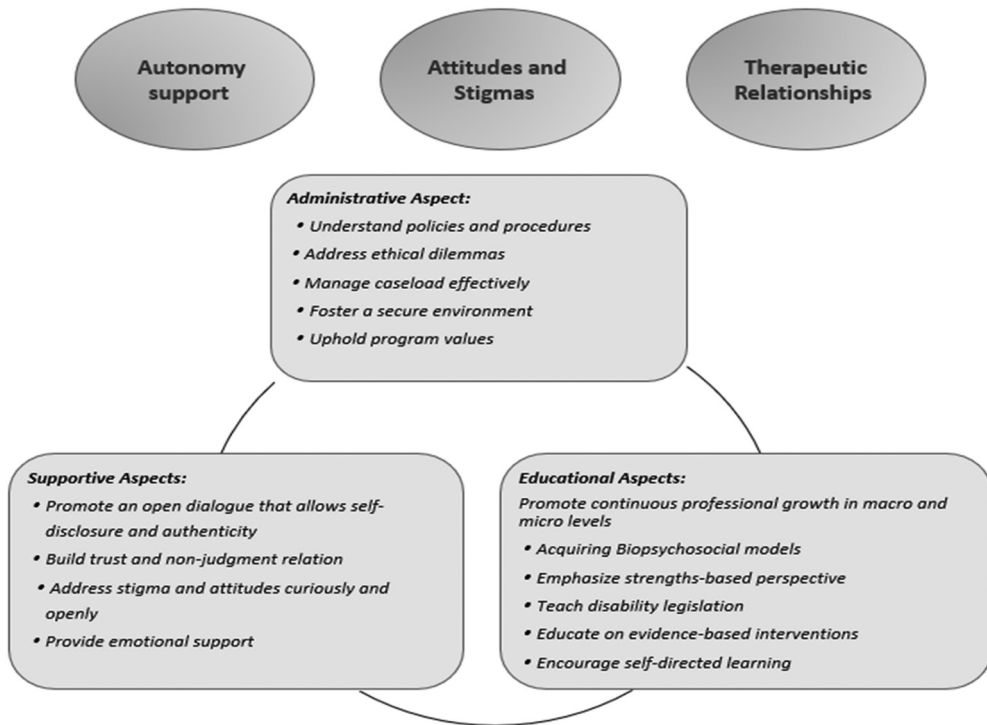 Autonomy
support
Attitudes and
Stigmas
Therapeutic
Relationships
Administrative Aspect:
• Understand policies and procedures
• Address ethical dilemmas
• Manage caseload effectively
• Foster a secure environment
• Uphold program values
Supportive Aspects:
• Promote an open dialogue that allows self-
disclosure and authenticity
• Build trust and non-judgment relation
• Address stigma and attitudes curiously and
openly
• Provide emotional support
Educational Aspects:
Promote continuous professional growth in macro and
micro levels
• Acquiring Biopsychosocial models
• Emphasize strengths-based perspective
• Teach disability legislation
• Educate on evidence-based interventions
• Encourage self-directed learning